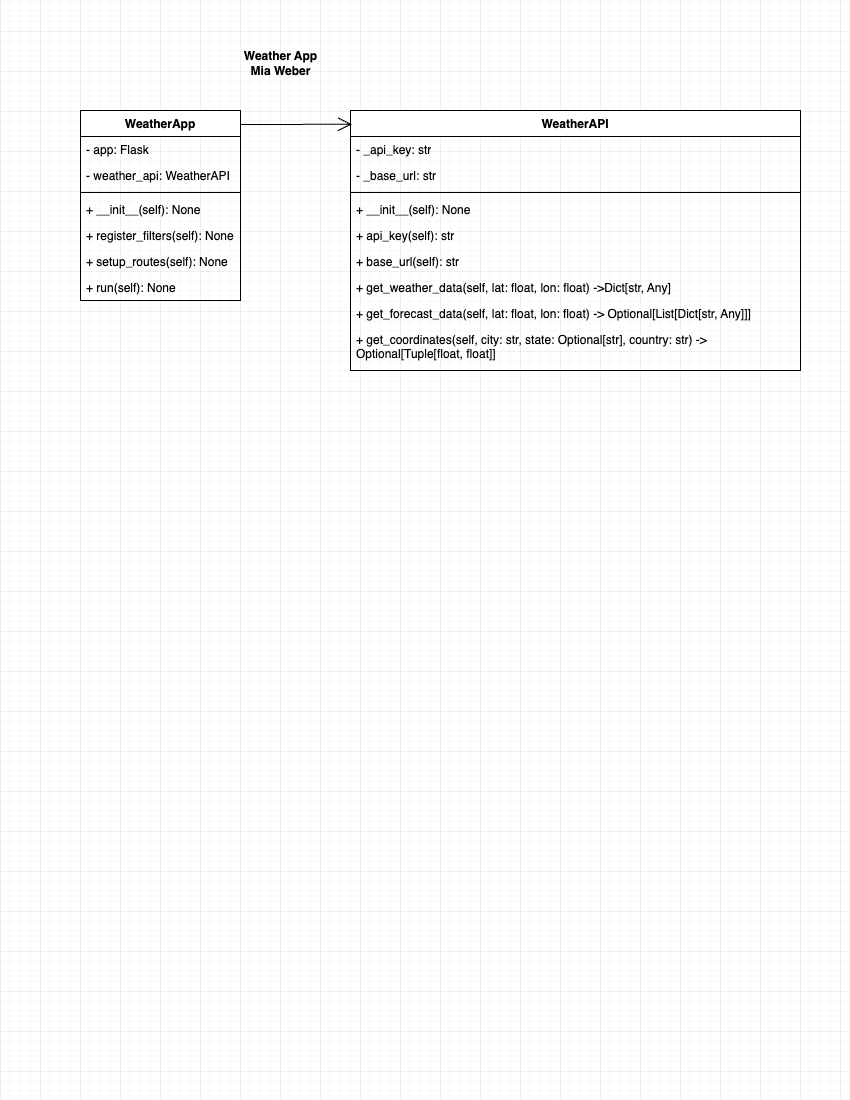 Weather App
Mia Weber
WeatherApp
- app: Flask
- weather_api: WeatherAPI
+ __init__(self): None
+ register_filters(self): None
+ setup_routes(self): None
+ run(self): None
WeatherAPI
- _api_key: str
- _base_url: str
+ __init__(self): None
+ api_key(self): str
+ base_url(self): str
+ get_weather_data(self, lat: float, lon: float) ->Dict[str, Any]
+ get_forecast_data(self, lat: float, lon: float) -> Optional[List[Dict[str, Any]]]
+ get_coordinates(self, city: str, state: Optional[str], country: str) ->
Optional[Tuple[float, float]]